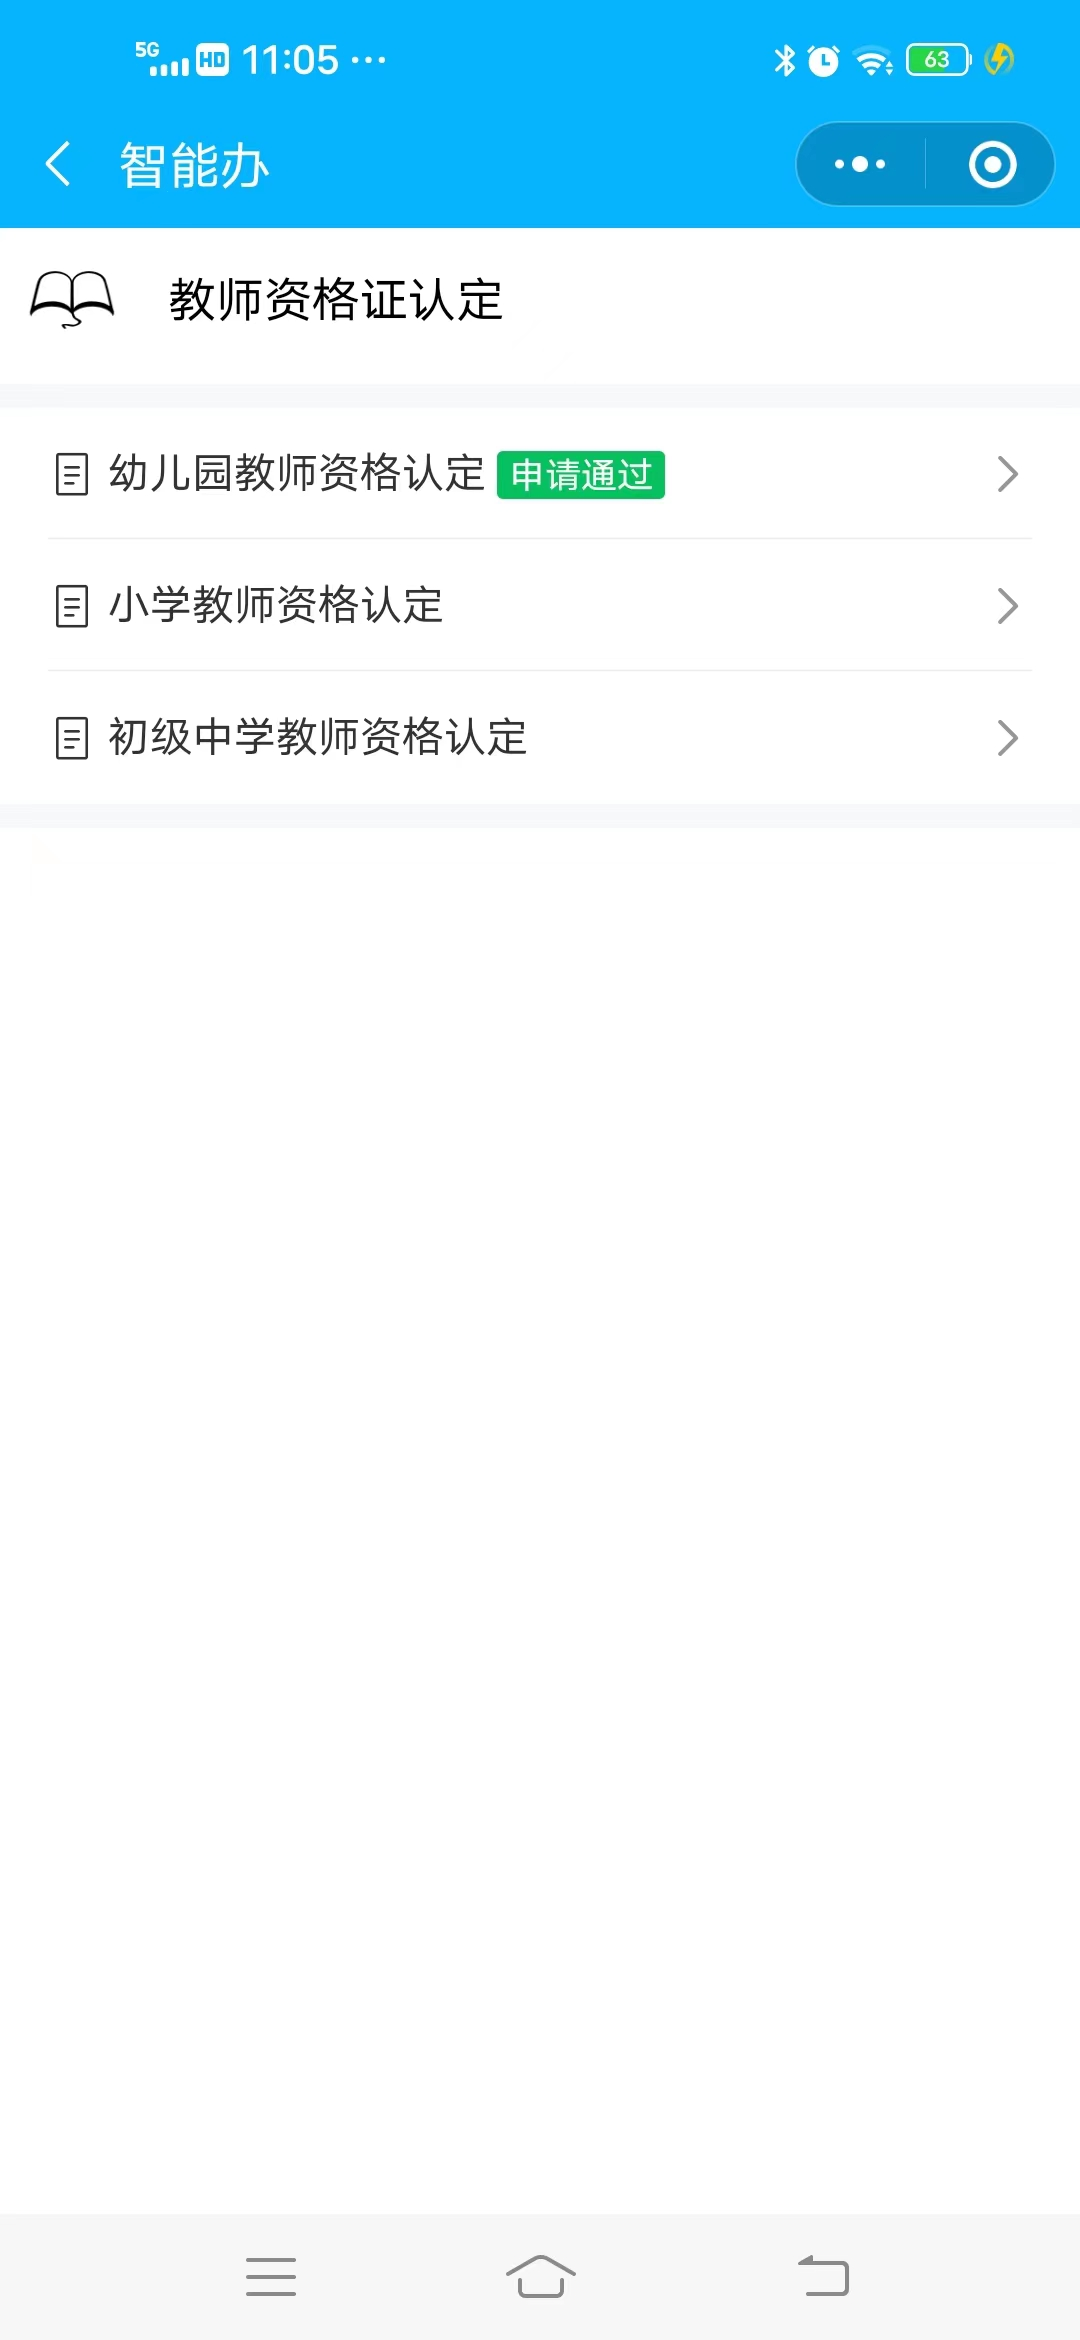 5G HD 11:05 ··· 63
智能办
教师资格证认定
幼儿园教师资格认定 申请通过
小学教师资格认定
初级中学教师资格认定